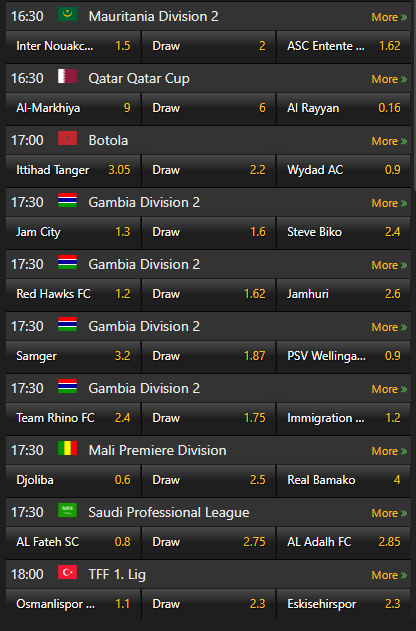 16:30 Mauritania Division 2 More »
Inter Nouakc... 1.5 Draw 2 ASC Entente ... 1.62
16:30 Qatar Qatar Cup More »
Al-Markhiya 9 Draw 6 Al Rayyan 0.16
17:00 Botola More »
Ittihad Tanger 3.05 Draw 2.2 Wydad AC 0.9
17:30 Gambia Division 2 More »
Jam City 1.3 Draw 1.6 Steve Biko 2.4
17:30 Gambia Division 2 More »
Red Hawks FC 1.2 Draw 1.62 Jamhuri 2.6
17:30 Gambia Division 2 More »
Samger 3.2 Draw 1.87 PSV Wellinga... 0.9
17:30 Gambia Division 2 More »
Team Rhino FC 2.4 Draw 1.75 Immigration ... 1.2
17:30 Mali Premiere Division More »
Djoliba 0.6 Draw 2.5 Real Bamako 4
17:30 Saudi Professional League More »
AL Fateh SC 0.8 Draw 2.75 AL Adalh FC 2.85
18:00 TFF 1. Lig More »
Osmanlispor ... 1.1 Draw 2.3 Eskisehirspor 2.3